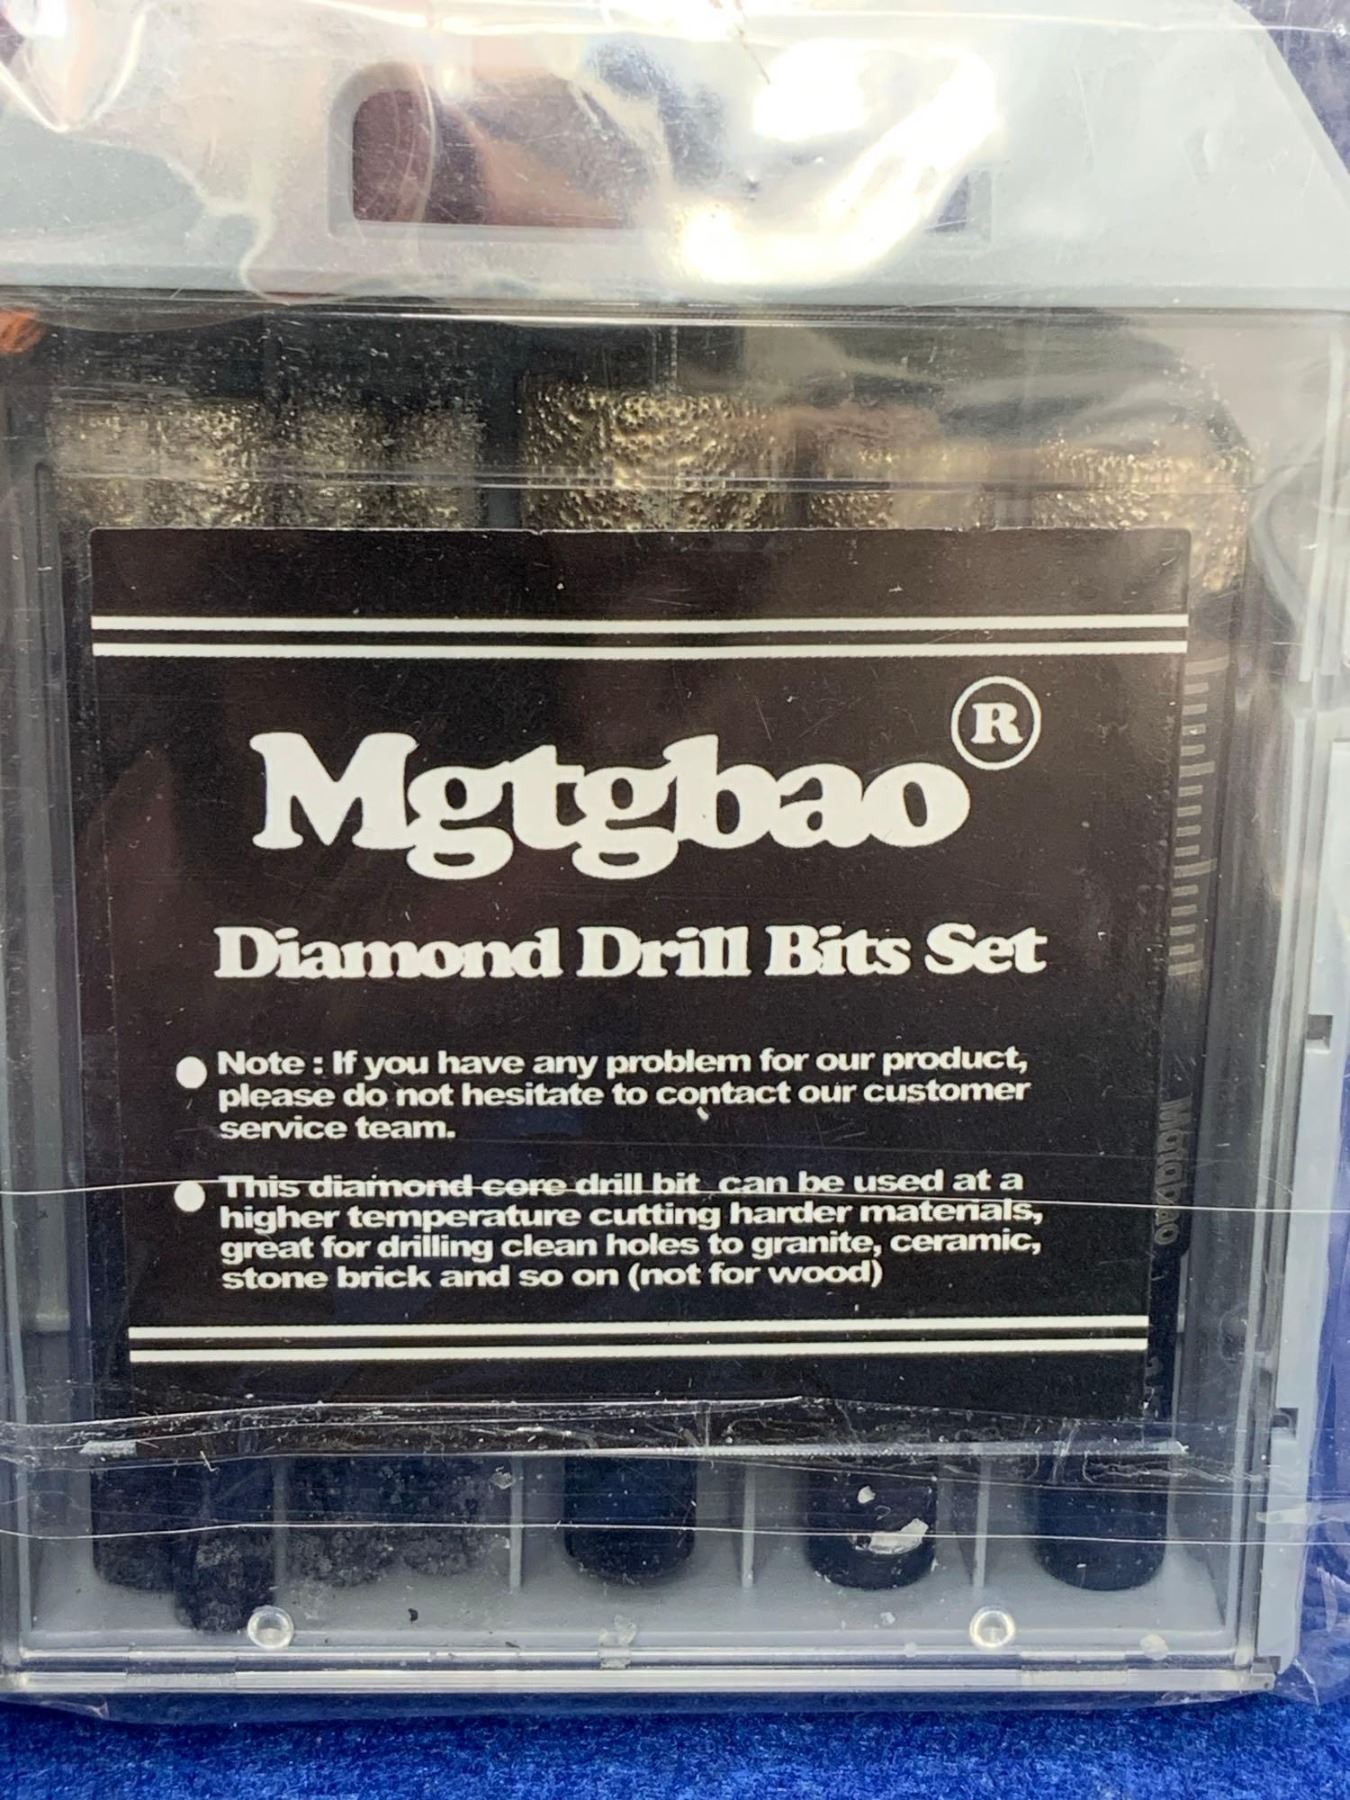 Mgtgbao®
Diamond Drill Bits Set
Note : If you have any problem for our product,
please do not hesitate to contact our customer
service team.
This diamond core drill bit can be used at a
higher temperature cutting harder materials,
great for drilling clean holes to granite, ceramic,
stone brick and so on (not for wood)
Mgtgbao